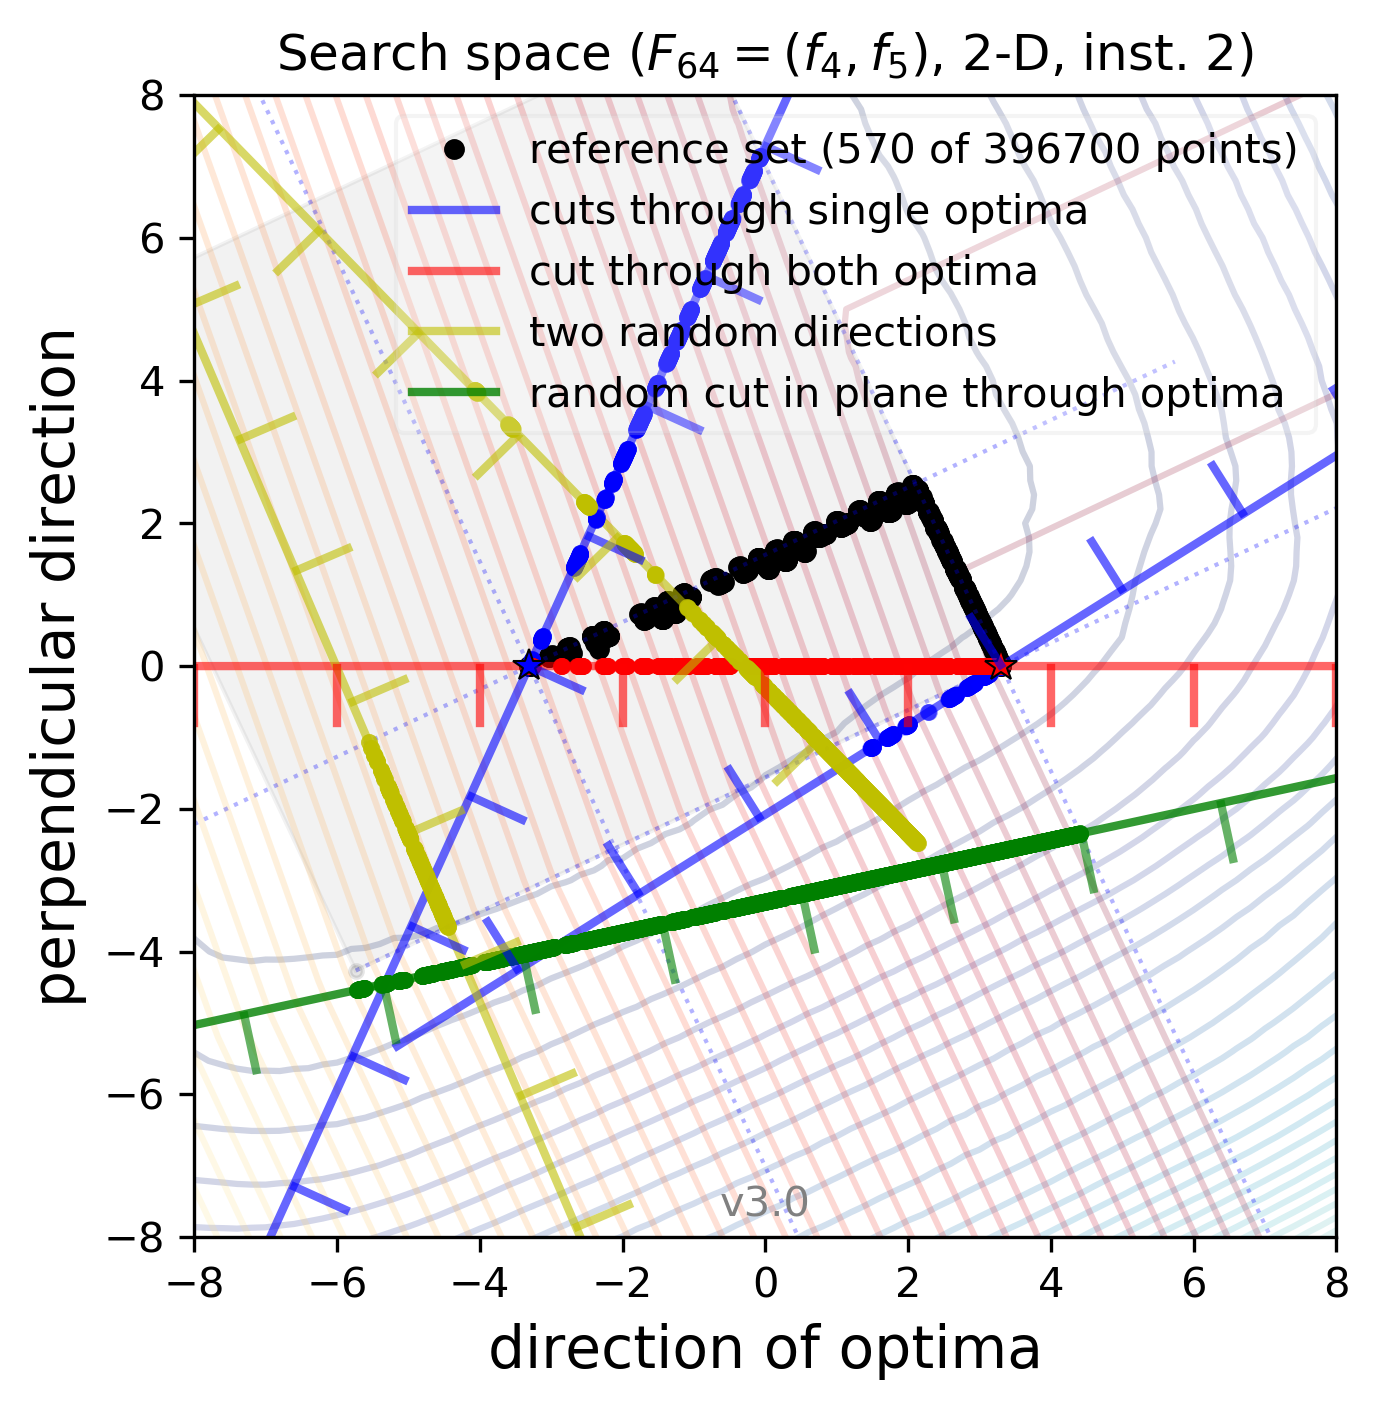 Search space (F₆₄ = (f₄, f₅), 2-D, inst. 2)
8
6
4
2
0
−2
−4
−6
−8
perpendicular direction
reference set (570 of 396700 points)
cuts through single optima
cut through both optima
two random directions
random cut in plane through optima
v3.0
−8 −6 −4 −2 0 2 4 6 8
direction of optima